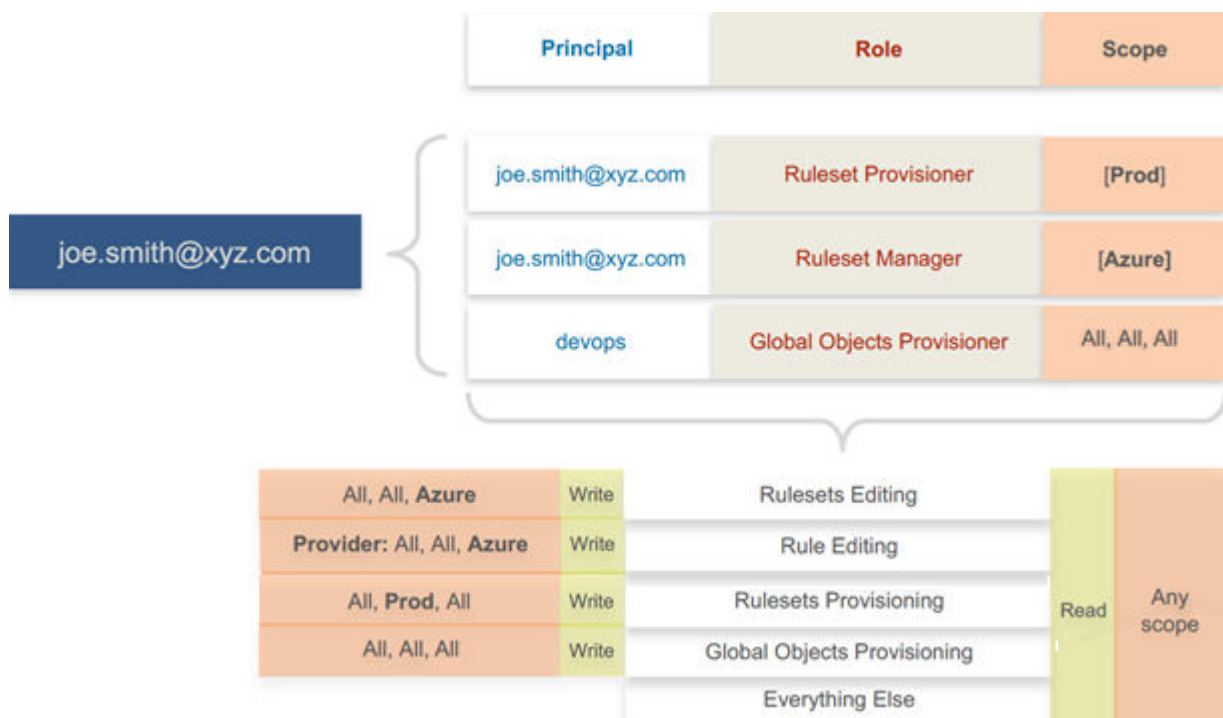 Principal Role Scope
joe.smith@xyz.com Ruleset Provisioner [Prod]
joe.smith@xyz.com
joe.smith@xyz.com Ruleset Manager [Azure]
devops Global Objects Provisioner All, All, All
All, All, Azure Write Rulesets Editing
Provider: All, All, Azure Write Rule Editing
All, Prod, All Write Rulesets Provisioning
Read
Any
scope
All, All, All Write Global Objects Provisioning
Everything Else